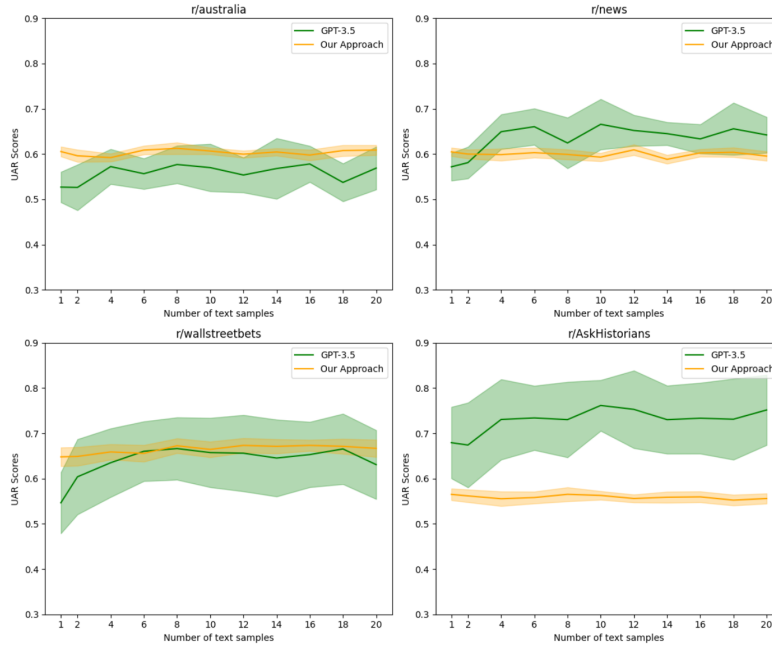 r/australia
0.9
0.8
0.7
0.6
0.5
0.4
0.3
UAR Scores
GPT-3.5
Our Approach
1 2 4 6 8 10 12 14 16 18 20
Number of text samples
r/news
0.9
0.8
0.7
0.6
0.5
0.4
0.3
UAR Scores
GPT-3.5
Our Approach
1 2 4 6 8 10 12 14 16 18 20
Number of text samples
r/wallstreetbets
0.9
0.8
0.7
0.6
0.5
0.4
0.3
UAR Scores
GPT-3.5
Our Approach
1 2 4 6 8 10 12 14 16 18 20
Number of text samples
r/AskHistorians
0.9
0.8
0.7
0.6
0.5
0.4
0.3
UAR Scores
GPT-3.5
Our Approach
1 2 4 6 8 10 12 14 16 18 20
Number of text samples